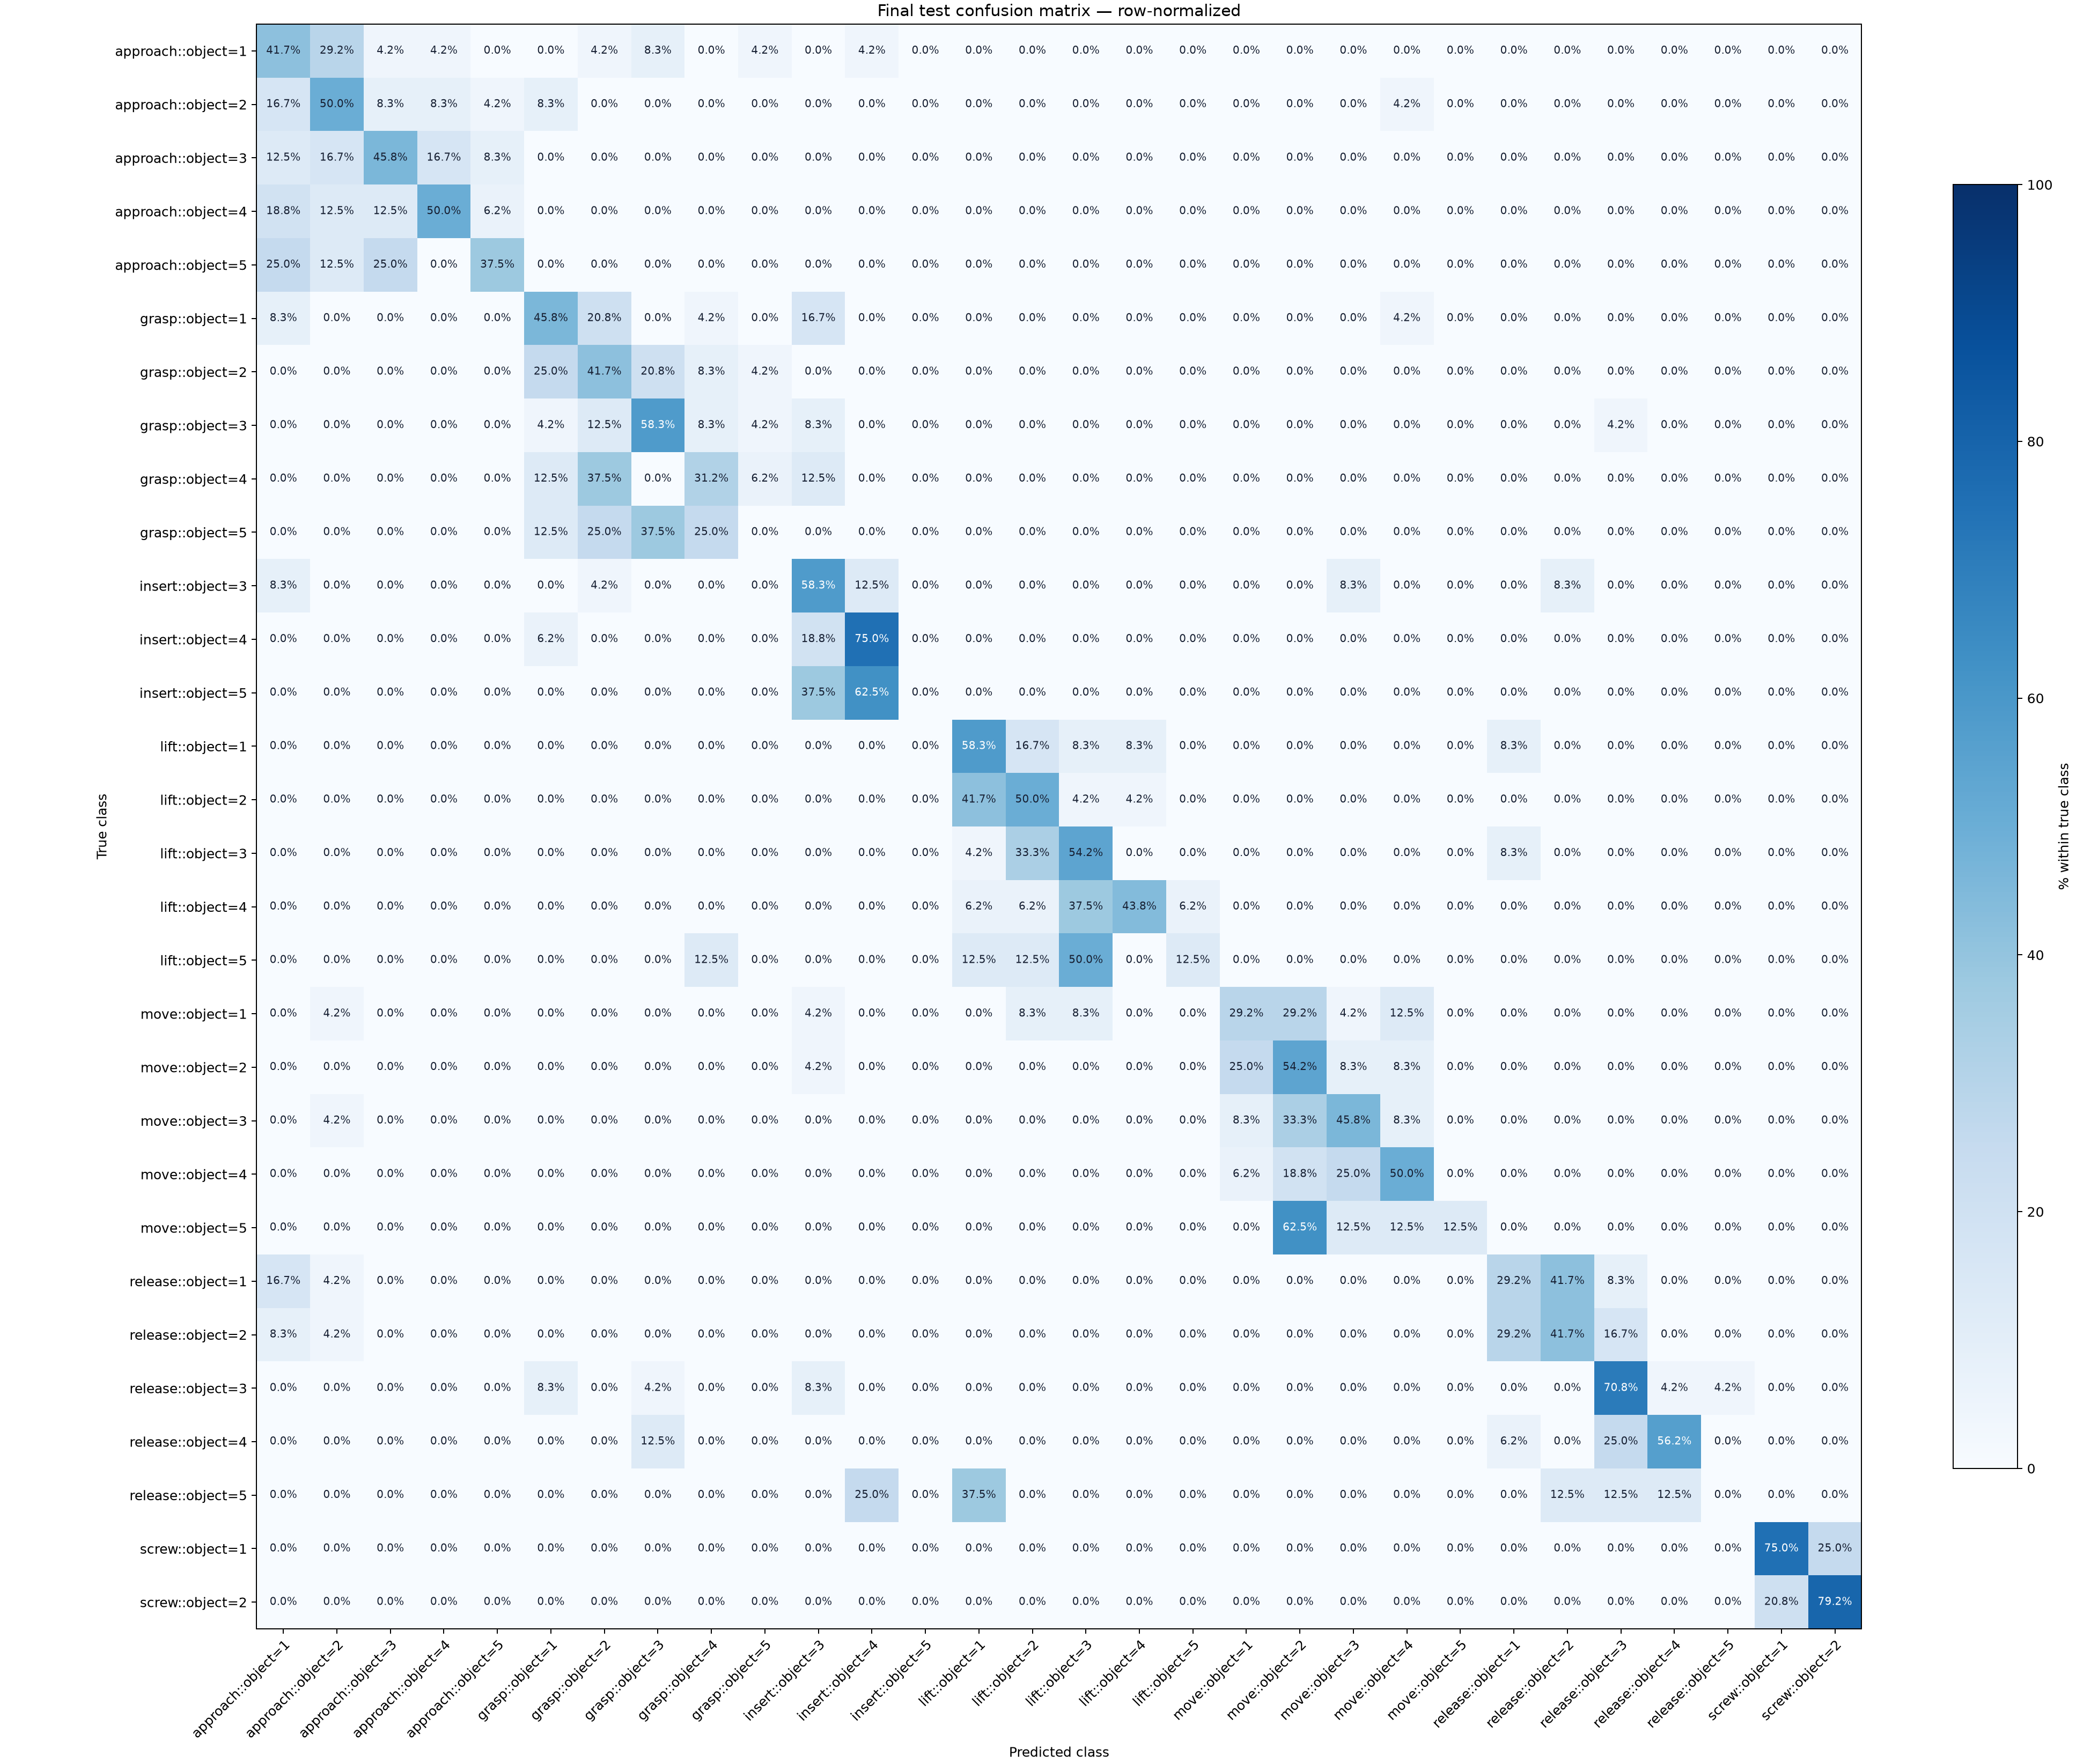 Final test confusion matrix — row-normalized
approach::object=1 41.7% 29.2% 4.2% 4.2% 0.0% 0.0% 4.2% 8.3% 0.0% 4.2% 0.0% 4.2% 0.0% 0.0% 0.0% 0.0% 0.0% 0.0% 0.0% 0.0% 0.0% 0.0% 0.0% 0.0% 0.0% 0.0% 0.0% 0.0% 0.0% 0.0%
approach::object=2 16.7% 50.0% 8.3% 8.3% 4.2% 8.3% 0.0% 0.0% 0.0% 0.0% 0.0% 0.0% 0.0% 0.0% 0.0% 0.0% 0.0% 0.0% 0.0% 0.0% 0.0% 4.2% 0.0% 0.0% 0.0% 0.0% 0.0% 0.0% 0.0% 0.0%
approach::object=3 12.5% 16.7% 45.8% 16.7% 8.3% 0.0% 0.0% 0.0% 0.0% 0.0% 0.0% 0.0% 0.0% 0.0% 0.0% 0.0% 0.0% 0.0% 0.0% 0.0% 0.0% 0.0% 0.0% 0.0% 0.0% 0.0% 0.0% 0.0% 0.0% 0.0%
approach::object=4 18.8% 12.5% 12.5% 50.0% 6.2% 0.0% 0.0% 0.0% 0.0% 0.0% 0.0% 0.0% 0.0% 0.0% 0.0% 0.0% 0.0% 0.0% 0.0% 0.0% 0.0% 0.0% 0.0% 0.0% 0.0% 0.0% 0.0% 0.0% 0.0% 0.0%
approach::object=5 25.0% 12.5% 25.0% 0.0% 37.5% 0.0% 0.0% 0.0% 0.0% 0.0% 0.0% 0.0% 0.0% 0.0% 0.0% 0.0% 0.0% 0.0% 0.0% 0.0% 0.0% 0.0% 0.0% 0.0% 0.0% 0.0% 0.0% 0.0% 0.0% 0.0%
grasp::object=1 8.3% 0.0% 0.0% 0.0% 0.0% 45.8% 20.8% 0.0% 4.2% 0.0% 16.7% 0.0% 0.0% 0.0% 0.0% 0.0% 0.0% 0.0% 0.0% 0.0% 0.0% 4.2% 0.0% 0.0% 0.0% 0.0% 0.0% 0.0% 0.0% 0.0%
grasp::object=2 0.0% 0.0% 0.0% 0.0% 0.0% 25.0% 41.7% 20.8% 8.3% 4.2% 0.0% 0.0% 0.0% 0.0% 0.0% 0.0% 0.0% 0.0% 0.0% 0.0% 0.0% 0.0% 0.0% 0.0% 0.0% 0.0% 0.0% 0.0% 0.0% 0.0%
grasp::object=3 0.0% 0.0% 0.0% 0.0% 0.0% 4.2% 12.5% 58.3% 8.3% 4.2% 8.3% 0.0% 0.0% 0.0% 0.0% 0.0% 0.0% 0.0% 0.0% 0.0% 0.0% 0.0% 0.0% 0.0% 0.0% 4.2% 0.0% 0.0% 0.0% 0.0%
grasp::object=4 0.0% 0.0% 0.0% 0.0% 0.0% 12.5% 37.5% 0.0% 31.2% 6.2% 12.5% 0.0% 0.0% 0.0% 0.0% 0.0% 0.0% 0.0% 0.0% 0.0% 0.0% 0.0% 0.0% 0.0% 0.0% 0.0% 0.0% 0.0% 0.0% 0.0%
grasp::object=5 0.0% 0.0% 0.0% 0.0% 0.0% 12.5% 25.0% 37.5% 25.0% 0.0% 0.0% 0.0% 0.0% 0.0% 0.0% 0.0% 0.0% 0.0% 0.0% 0.0% 0.0% 0.0% 0.0% 0.0% 0.0% 0.0% 0.0% 0.0% 0.0% 0.0%
insert::object=3 8.3% 0.0% 0.0% 0.0% 0.0% 0.0% 4.2% 0.0% 0.0% 0.0% 58.3% 12.5% 0.0% 0.0% 0.0% 0.0% 0.0% 0.0% 0.0% 0.0% 8.3% 0.0% 0.0% 0.0% 8.3% 0.0% 0.0% 0.0% 0.0% 0.0%
insert::object=4 0.0% 0.0% 0.0% 0.0% 0.0% 6.2% 0.0% 0.0% 0.0% 0.0% 18.8% 75.0% 0.0% 0.0% 0.0% 0.0% 0.0% 0.0% 0.0% 0.0% 0.0% 0.0% 0.0% 0.0% 0.0% 0.0% 0.0% 0.0% 0.0% 0.0%
insert::object=5 0.0% 0.0% 0.0% 0.0% 0.0% 0.0% 0.0% 0.0% 0.0% 0.0% 37.5% 62.5% 0.0% 0.0% 0.0% 0.0% 0.0% 0.0% 0.0% 0.0% 0.0% 0.0% 0.0% 0.0% 0.0% 0.0% 0.0% 0.0% 0.0% 0.0%
lift::object=1 0.0% 0.0% 0.0% 0.0% 0.0% 0.0% 0.0% 0.0% 0.0% 0.0% 0.0% 0.0% 0.0% 58.3% 16.7% 8.3% 8.3% 0.0% 0.0% 0.0% 0.0% 0.0% 0.0% 8.3% 0.0% 0.0% 0.0% 0.0% 0.0% 0.0%
lift::object=2 0.0% 0.0% 0.0% 0.0% 0.0% 0.0% 0.0% 0.0% 0.0% 0.0% 0.0% 0.0% 0.0% 41.7% 50.0% 4.2% 4.2% 0.0% 0.0% 0.0% 0.0% 0.0% 0.0% 0.0% 0.0% 0.0% 0.0% 0.0% 0.0% 0.0%
lift::object=3 0.0% 0.0% 0.0% 0.0% 0.0% 0.0% 0.0% 0.0% 0.0% 0.0% 0.0% 0.0% 0.0% 4.2% 33.3% 54.2% 0.0% 0.0% 0.0% 0.0% 0.0% 0.0% 0.0% 8.3% 0.0% 0.0% 0.0% 0.0% 0.0% 0.0%
lift::object=4 0.0% 0.0% 0.0% 0.0% 0.0% 0.0% 0.0% 0.0% 0.0% 0.0% 0.0% 0.0% 0.0% 6.2% 6.2% 37.5% 43.8% 6.2% 0.0% 0.0% 0.0% 0.0% 0.0% 0.0% 0.0% 0.0% 0.0% 0.0% 0.0% 0.0%
lift::object=5 0.0% 0.0% 0.0% 0.0% 0.0% 0.0% 0.0% 0.0% 12.5% 0.0% 0.0% 0.0% 0.0% 12.5% 12.5% 50.0% 0.0% 12.5% 0.0% 0.0% 0.0% 0.0% 0.0% 0.0% 0.0% 0.0% 0.0% 0.0% 0.0% 0.0%
move::object=1 0.0% 4.2% 0.0% 0.0% 0.0% 0.0% 0.0% 0.0% 0.0% 0.0% 4.2% 0.0% 0.0% 0.0% 8.3% 8.3% 0.0% 0.0% 29.2% 29.2% 4.2% 12.5% 0.0% 0.0% 0.0% 0.0% 0.0% 0.0% 0.0% 0.0%
move::object=2 0.0% 0.0% 0.0% 0.0% 0.0% 0.0% 0.0% 0.0% 0.0% 0.0% 4.2% 0.0% 0.0% 0.0% 0.0% 0.0% 0.0% 0.0% 25.0% 54.2% 8.3% 8.3% 0.0% 0.0% 0.0% 0.0% 0.0% 0.0% 0.0% 0.0%
move::object=3 0.0% 4.2% 0.0% 0.0% 0.0% 0.0% 0.0% 0.0% 0.0% 0.0% 0.0% 0.0% 0.0% 0.0% 0.0% 0.0% 0.0% 0.0% 8.3% 33.3% 45.8% 8.3% 0.0% 0.0% 0.0% 0.0% 0.0% 0.0% 0.0% 0.0%
move::object=4 0.0% 0.0% 0.0% 0.0% 0.0% 0.0% 0.0% 0.0% 0.0% 0.0% 0.0% 0.0% 0.0% 0.0% 0.0% 0.0% 0.0% 0.0% 6.2% 18.8% 25.0% 50.0% 0.0% 0.0% 0.0% 0.0% 0.0% 0.0% 0.0% 0.0%
move::object=5 0.0% 0.0% 0.0% 0.0% 0.0% 0.0% 0.0% 0.0% 0.0% 0.0% 0.0% 0.0% 0.0% 0.0% 0.0% 0.0% 0.0% 0.0% 0.0% 62.5% 12.5% 12.5% 12.5% 0.0% 0.0% 0.0% 0.0% 0.0% 0.0% 0.0%
release::object=1 16.7% 4.2% 0.0% 0.0% 0.0% 0.0% 0.0% 0.0% 0.0% 0.0% 0.0% 0.0% 0.0% 0.0% 0.0% 0.0% 0.0% 0.0% 0.0% 0.0% 0.0% 0.0% 0.0% 29.2% 41.7% 8.3% 0.0% 0.0% 0.0% 0.0%
release::object=2 8.3% 4.2% 0.0% 0.0% 0.0% 0.0% 0.0% 0.0% 0.0% 0.0% 0.0% 0.0% 0.0% 0.0% 0.0% 0.0% 0.0% 0.0% 0.0% 0.0% 0.0% 0.0% 0.0% 29.2% 41.7% 16.7% 0.0% 0.0% 0.0% 0.0%
release::object=3 0.0% 0.0% 0.0% 0.0% 0.0% 8.3% 0.0% 4.2% 0.0% 0.0% 8.3% 0.0% 0.0% 0.0% 0.0% 0.0% 0.0% 0.0% 0.0% 0.0% 0.0% 0.0% 0.0% 0.0% 0.0% 70.8% 4.2% 4.2% 0.0% 0.0%
release::object=4 0.0% 0.0% 0.0% 0.0% 0.0% 0.0% 0.0% 12.5% 0.0% 0.0% 0.0% 0.0% 0.0% 0.0% 0.0% 0.0% 0.0% 0.0% 0.0% 0.0% 0.0% 0.0% 0.0% 6.2% 0.0% 25.0% 56.2% 0.0% 0.0% 0.0%
release::object=5 0.0% 0.0% 0.0% 0.0% 0.0% 0.0% 0.0% 0.0% 0.0% 0.0% 0.0% 25.0% 0.0% 37.5% 0.0% 0.0% 0.0% 0.0% 0.0% 0.0% 0.0% 0.0% 0.0% 0.0% 12.5% 12.5% 12.5% 0.0% 0.0% 0.0%
screw::object=1 0.0% 0.0% 0.0% 0.0% 0.0% 0.0% 0.0% 0.0% 0.0% 0.0% 0.0% 0.0% 0.0% 0.0% 0.0% 0.0% 0.0% 0.0% 0.0% 0.0% 0.0% 0.0% 0.0% 0.0% 0.0% 0.0% 0.0% 0.0% 75.0% 25.0%
screw::object=2 0.0% 0.0% 0.0% 0.0% 0.0% 0.0% 0.0% 0.0% 0.0% 0.0% 0.0% 0.0% 0.0% 0.0% 0.0% 0.0% 0.0% 0.0% 0.0% 0.0% 0.0% 0.0% 0.0% 0.0% 0.0% 0.0% 0.0% 0.0% 20.8% 79.2%
True class
approach::object=1
approach::object=2
approach::object=3
approach::object=4
approach::object=5
grasp::object=1
grasp::object=2
grasp::object=3
grasp::object=4
grasp::object=5
insert::object=3
insert::object=4
insert::object=5
lift::object=1
lift::object=2
lift::object=3
lift::object=4
lift::object=5
move::object=1
move::object=2
move::object=3
move::object=4
move::object=5
release::object=1
release::object=2
release::object=3
release::object=4
release::object=5
screw::object=1
screw::object=2
Predicted class
100
80
60
40
20
0
% within true class